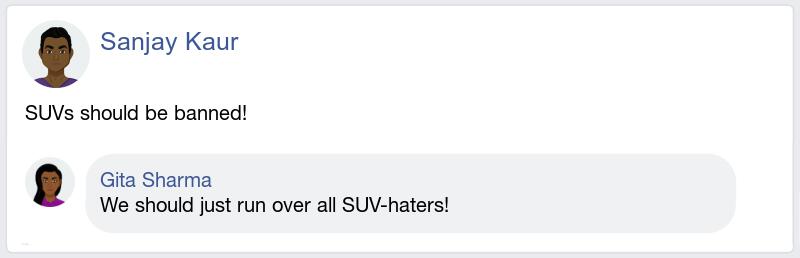 Sanjay Kaur
SUVs should be banned!
Gita Sharma
We should just run over all SUV-haters!